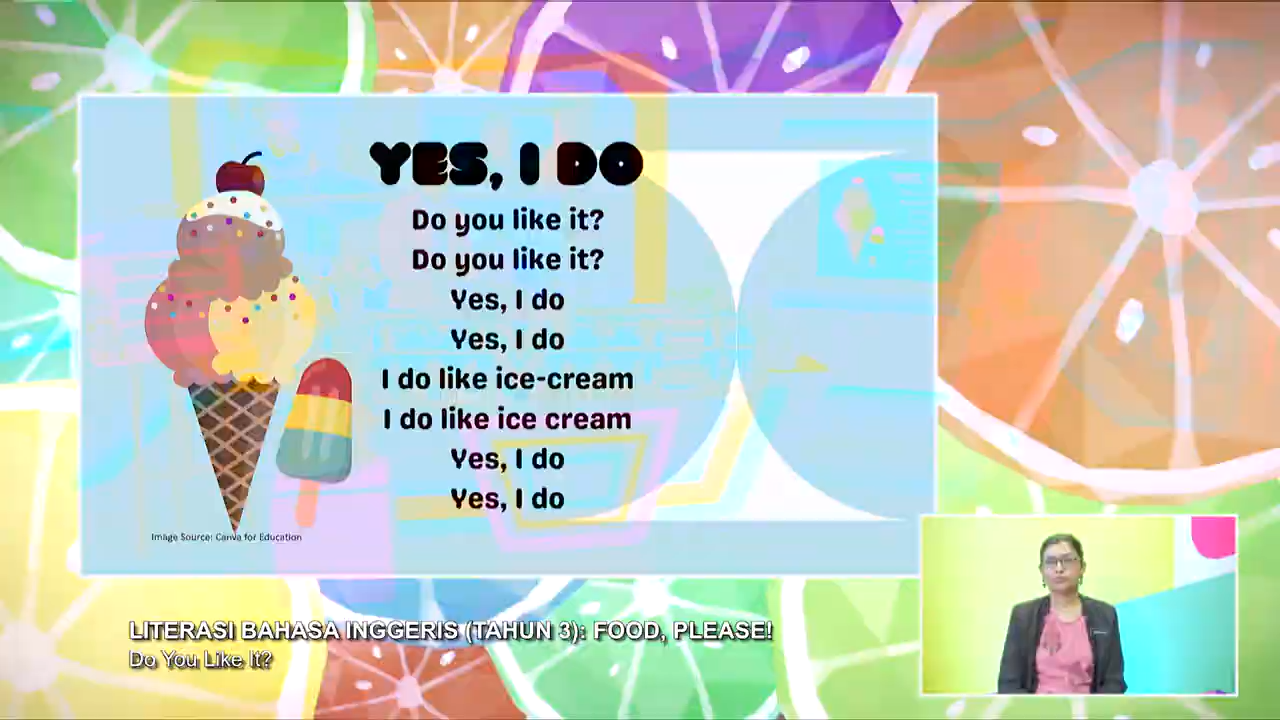 YES, I DO
Do you like it?
Do you like it?
Yes, I do
Yes, I do
I do like ice-cream
I do like ice cream
Yes, I do
Yes, I do
Image Source: Canva for Education
LITERASI BAHASA INGGERIS (TAHUN 3): FOOD, PLEASE!
Do You Like It?